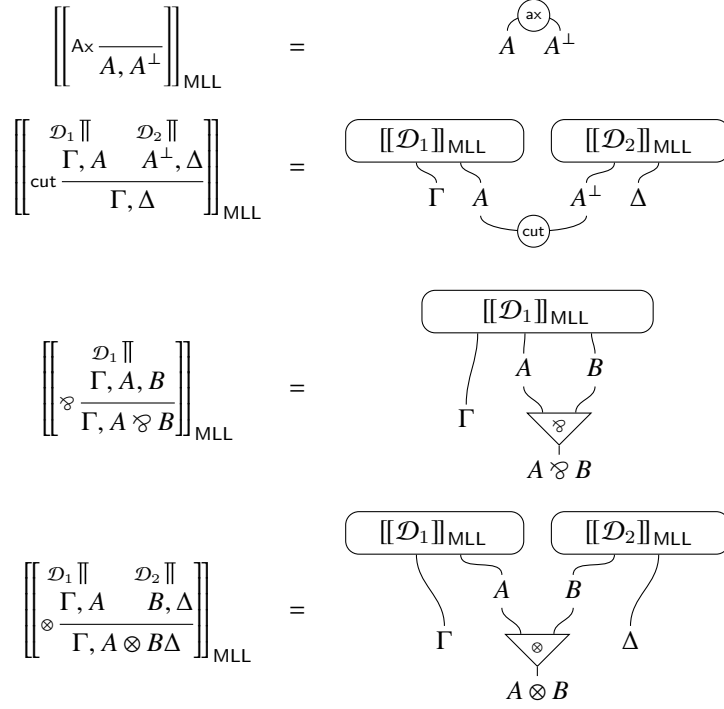 ⟦Ax A, A⊥⟧MLL = ax A A⊥
⟦𝒟1 𝒟2
Γ, A A⊥, Δ
cut
Γ, Δ⟧MLL = ⟦𝒟1⟧MLL ⟦𝒟2⟧MLL
Γ A A⊥ Δ
cut
⟦𝒟1
Γ, A, B
⅋
Γ, A ⅋ B⟧MLL = ⟦𝒟1⟧MLL
A B
Γ
⅋
A ⅋ B
⟦𝒟1 𝒟2
Γ, A B, Δ
⊗
Γ, A ⊗ BΔ⟧MLL = ⟦𝒟1⟧MLL ⟦𝒟2⟧MLL
A B
Γ ⊗ Δ
A ⊗ B